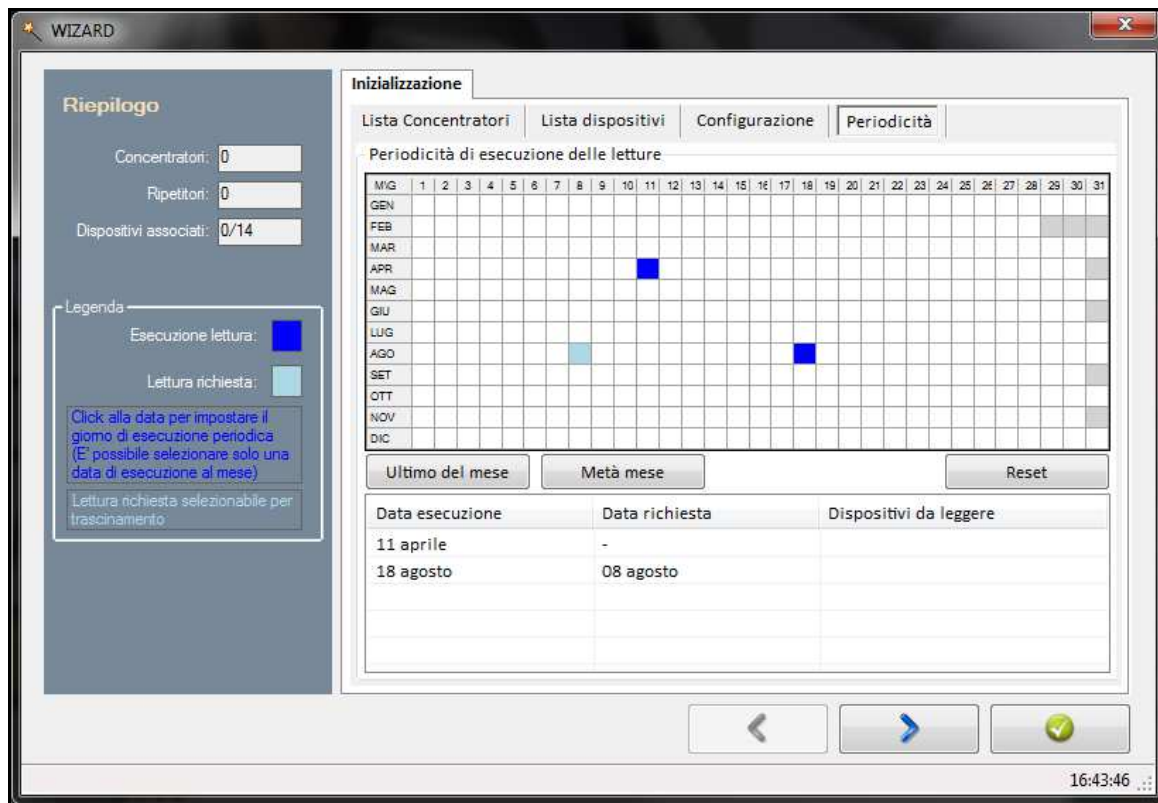 WIZARD
Riepilogo
Concentratori: 0
Ripetitori: 0
Dispositivi associati: 0/14
Legenda
Esecuzione lettura:
Lettura richiesta:
Click alla data per impostare il
giorno di esecuzione periodica
(E' possibile selezionare solo una
data di esecuzione al mese)
Lettura richiesta selezionabile per
trascinamento
Inizializzazione
Lista Concentratori Lista dispositivi Configurazione Periodicità
Periodicità di esecuzione delle letture
M\G 1 2 3 4 5 6 7 8 9 10 11 12 13 14 15 16 17 18 19 20 21 22 23 24 25 26 27 28 29 30 31
GEN
FEB
MAR
APR
MAG
GIU
LUG
AGO
SET
OTT
NOV
DIC
Ultimo del mese Metà mese Reset
Data esecuzione Data richiesta Dispositivi da leggere
11 aprile -
18 agosto 08 agosto
16:43:46